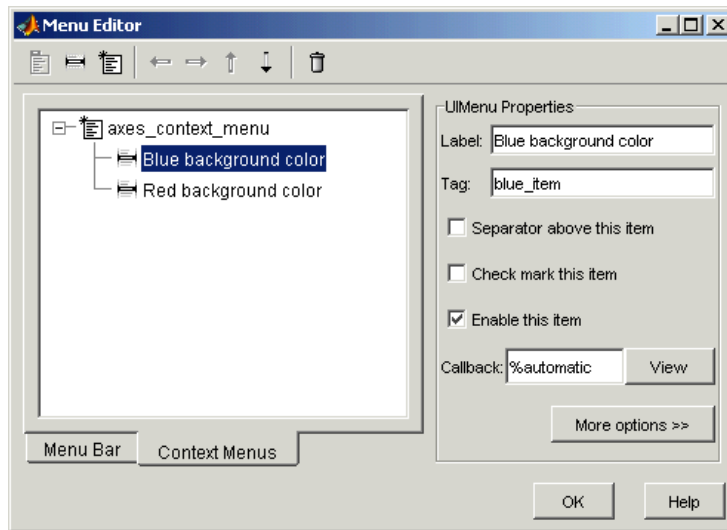 Menu Editor
axes_context_menu
Blue background color
Red background color
Menu Bar
Context Menus
UIMenu Properties
Label: Blue background color
Tag: blue_item
Separator above this item
Check mark this item
Enable this item
Callback: %automatic View
More options >>
OK Help